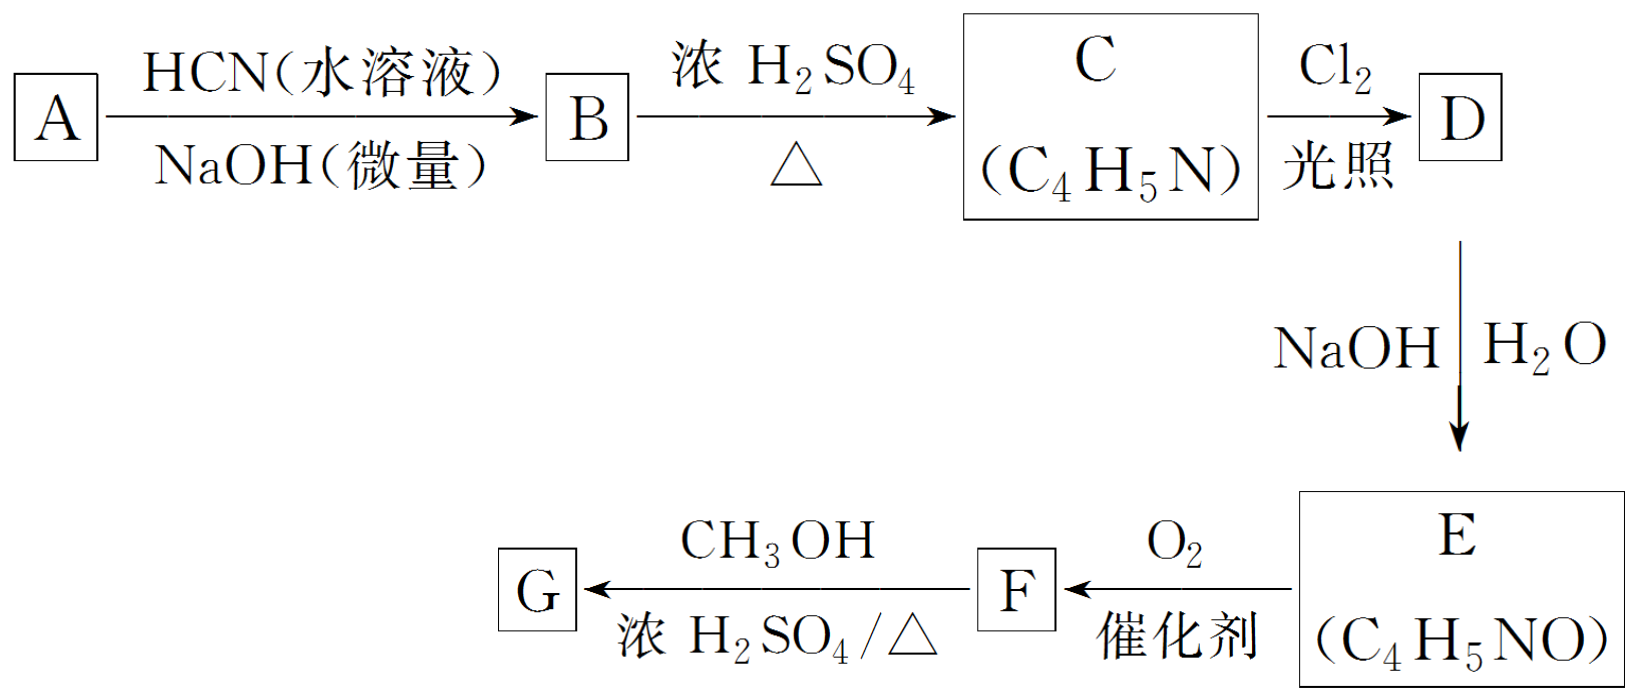 A
HCN(水溶液)
NaOH(微量)
B
浓 H₂SO₄
△
C
(C₄H₅N)
Cl₂
光照
D
NaOH
H₂O
E
(C₄H₅NO)
O₂
催化剂
F
CH₃OH
浓 H₂SO₄/△
G